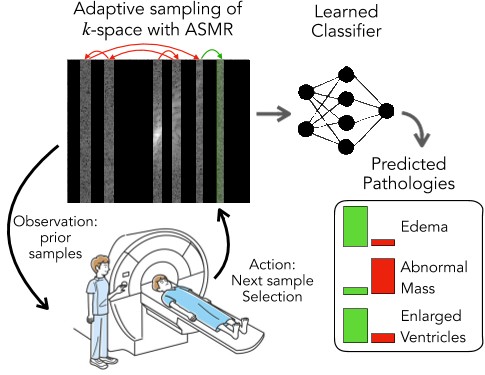 Adaptive sampling of
k-space with ASMR
Learned
Classifier
Predicted
Pathologies
Observation:
prior
samples
Action:
Next sample
Selection
Edema
Abnormal
Mass
Enlarged
Ventricles